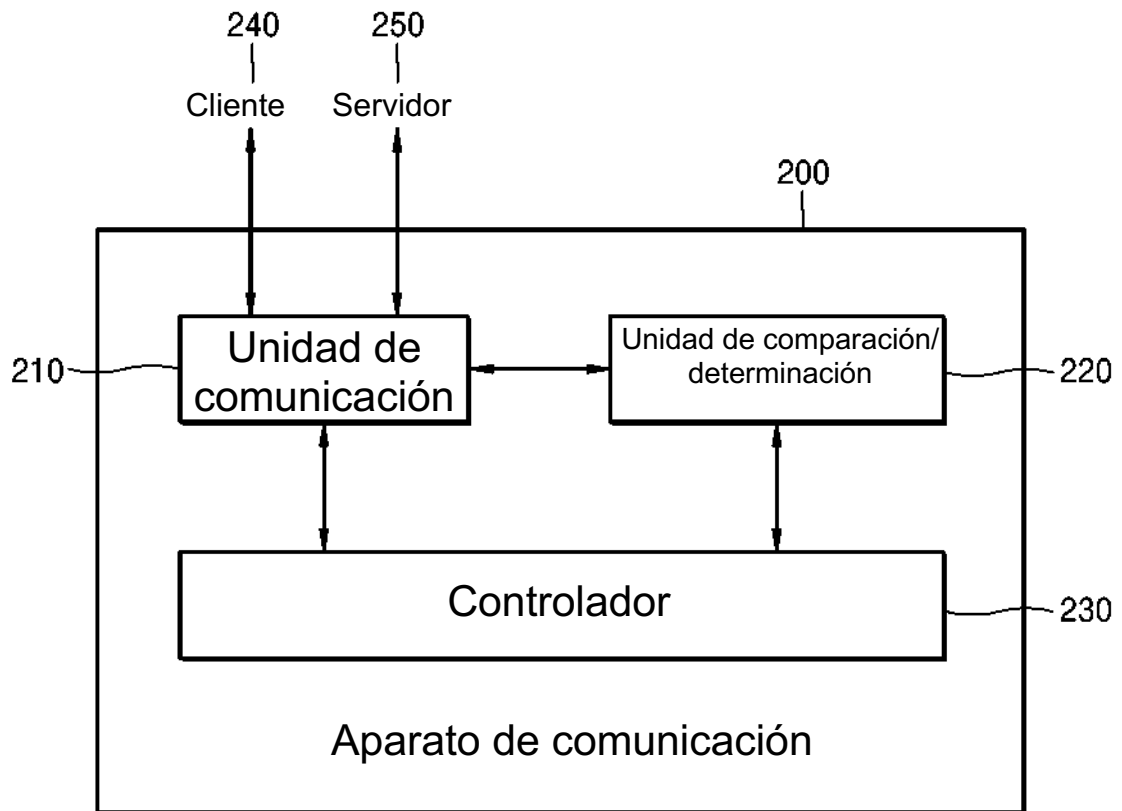 240 250
Cliente Servidor
200
Unidad de
comunicación
Unidad de comparación/
determinación
210
220
Controlador
230
Aparato de comunicación